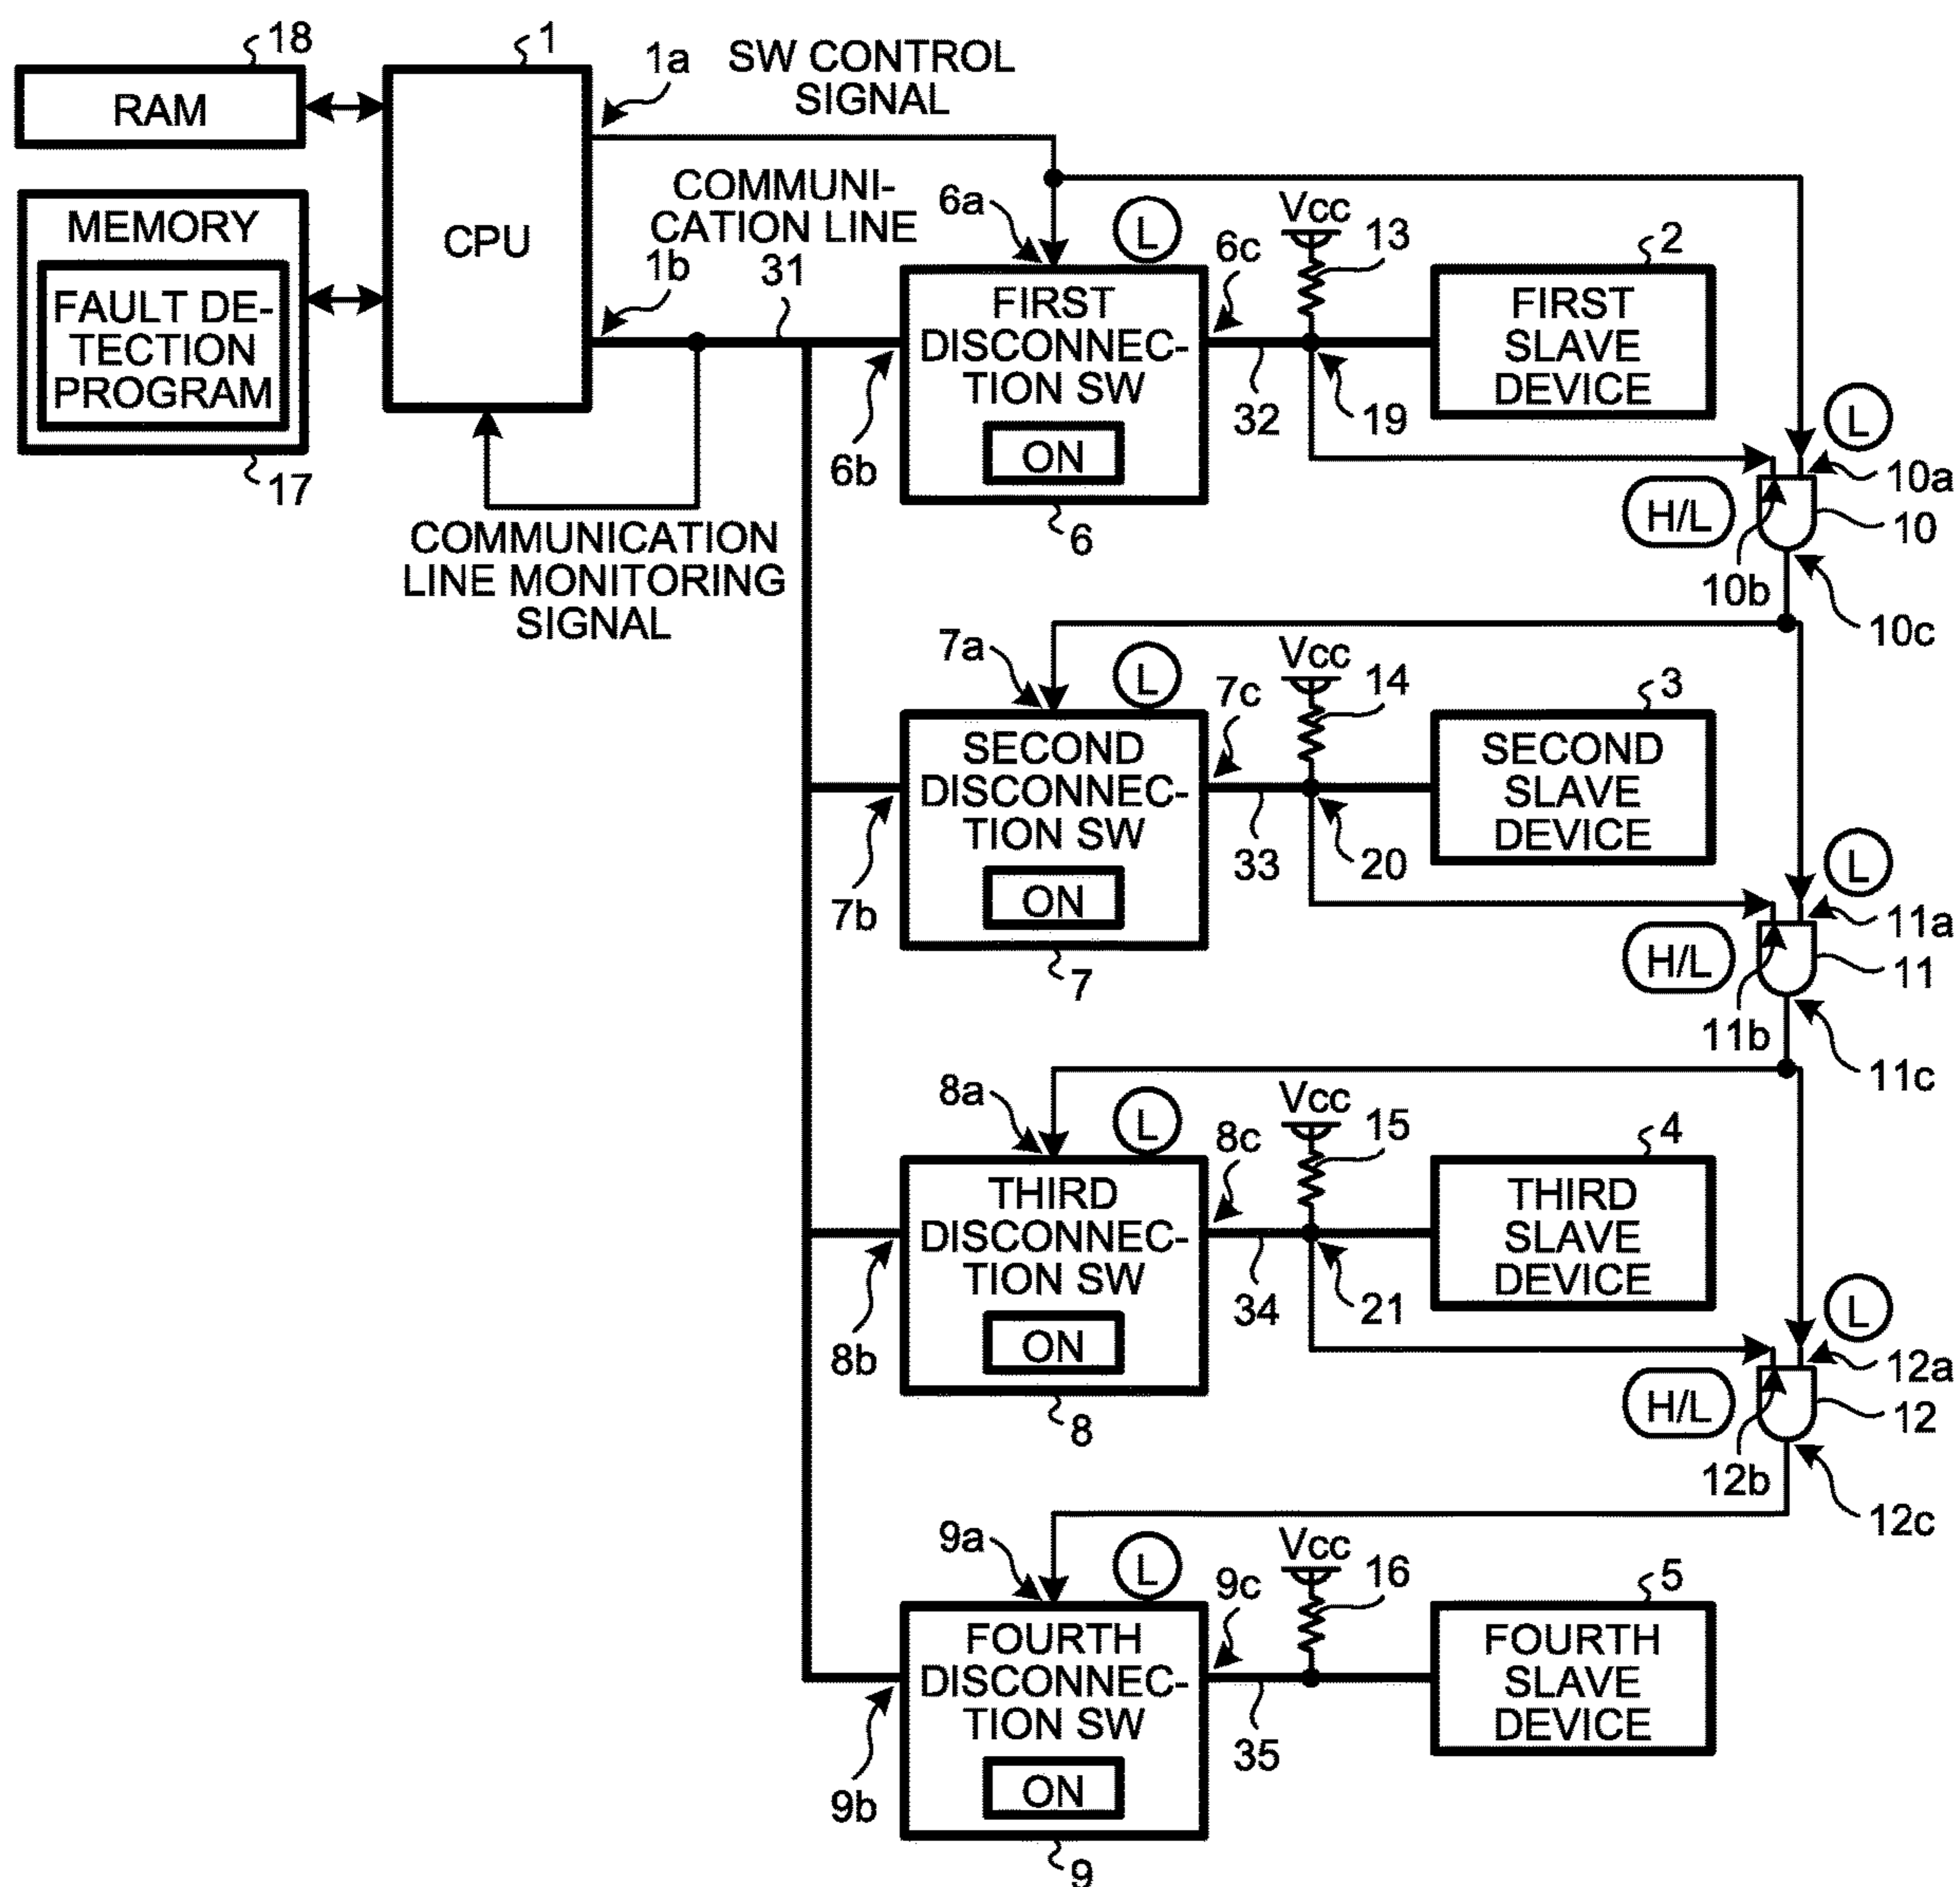 18
RAM
1
CPU
1a
SW CONTROL
SIGNAL
MEMORY
FAULT DE-
TECTION
PROGRAM
17
COMMUNI-
CATION LINE
1b
31
COMMUNICATION
LINE MONITORING
SIGNAL
6a
L
6c
Vcc
13
2
FIRST
DISCONNEC-
TION SW
ON
6b
6
32
19
FIRST
SLAVE
DEVICE
L
10a
H/L
10
10b
10c
7a
L
7c
Vcc
14
3
SECOND
DISCONNEC-
TION SW
ON
7b
7
33
20
SECOND
SLAVE
DEVICE
L
11a
H/L
11
11b
11c
8a
L
8c
Vcc
15
4
THIRD
DISCONNEC-
TION SW
ON
8b
8
34
21
THIRD
SLAVE
DEVICE
L
12a
H/L
12
12b
12c
9a
L
9c
Vcc
16
5
FOURTH
DISCONNEC-
TION SW
ON
9b
9
35
FOURTH
SLAVE
DEVICE